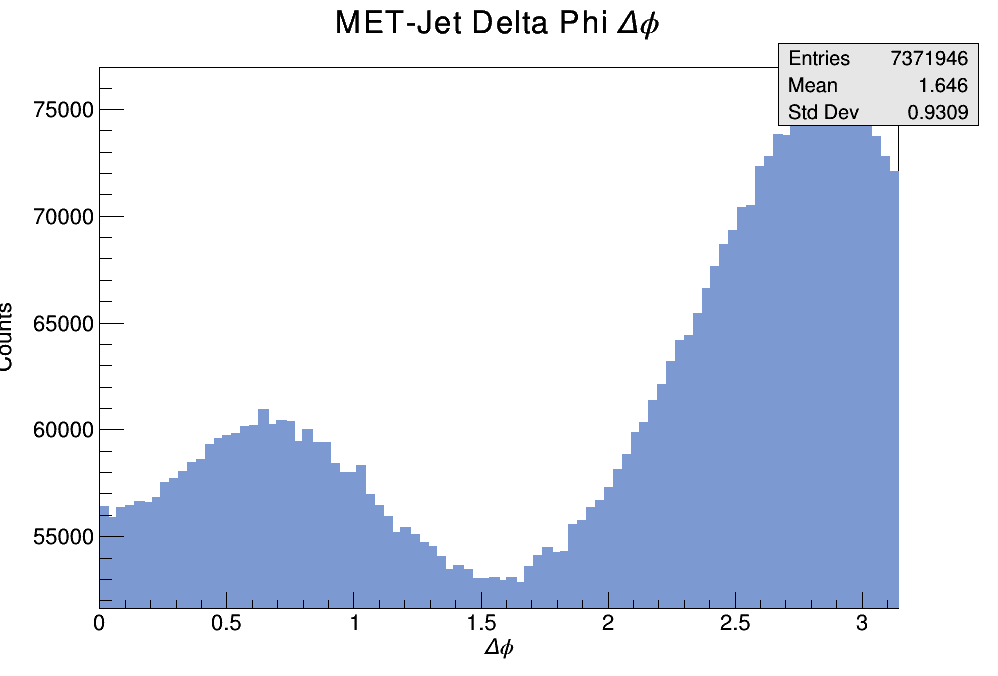 MET-Jet Delta Phi Δϕ
Entries 7371946
Mean 1.646
Std Dev 0.9309
75000
70000
65000
60000
55000
Counts
0 0.5 1 1.5 2 2.5 3
Δϕ